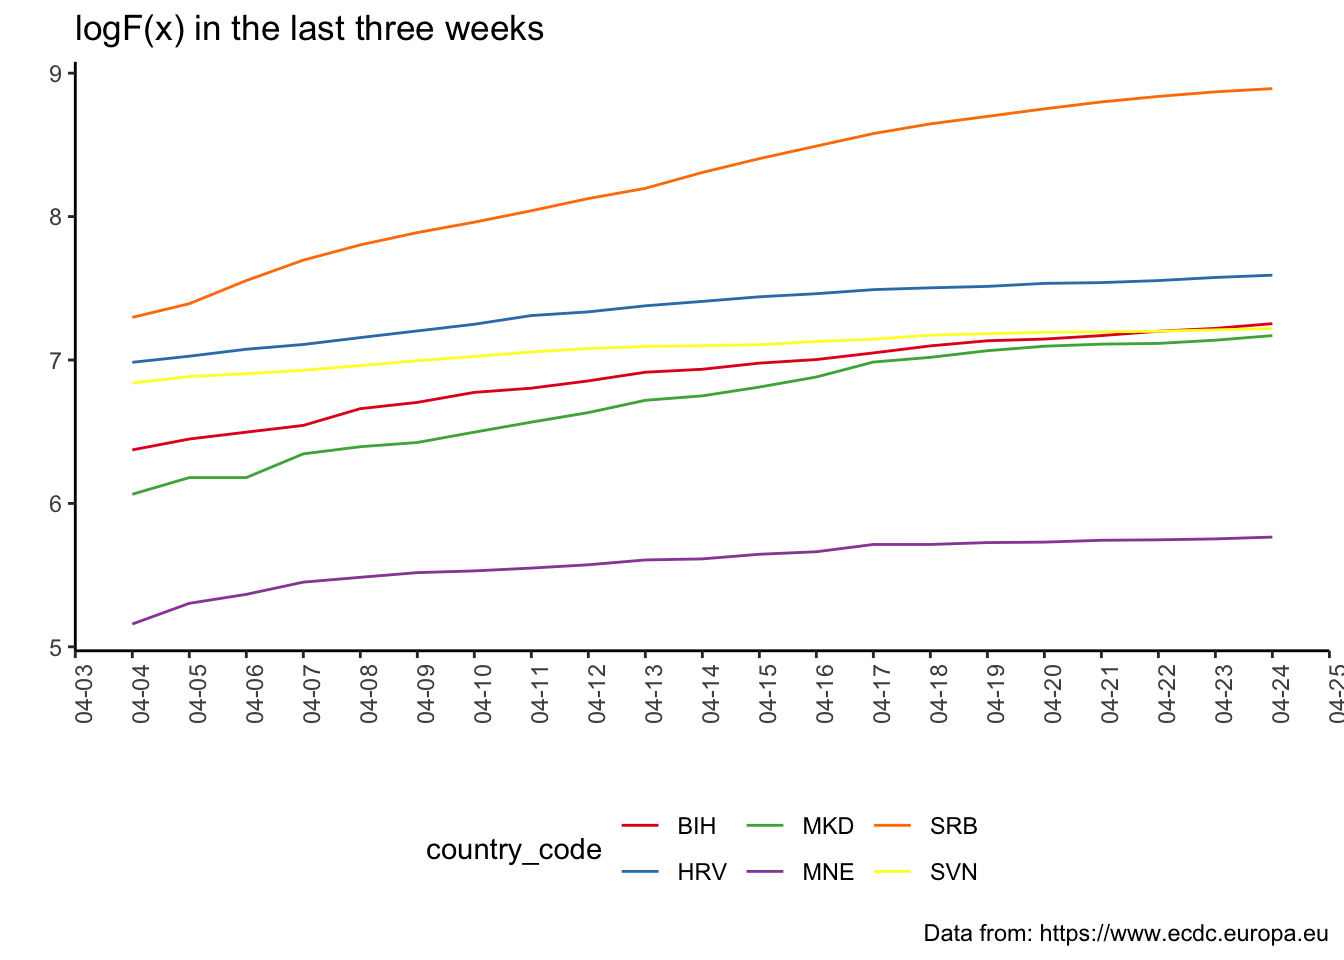 logF(x) in the last three weeks
9
8
7
6
5
04-03 04-04 04-05 04-06 04-07 04-08 04-09 04-10 04-11 04-12 04-13 04-14 04-15 04-16 04-17 04-18 04-19 04-20 04-21 04-22 04-23 04-24 04-25
country_code
BIH MKD SRB
HRV MNE SVN
Data from: https://www.ecdc.europa.eu